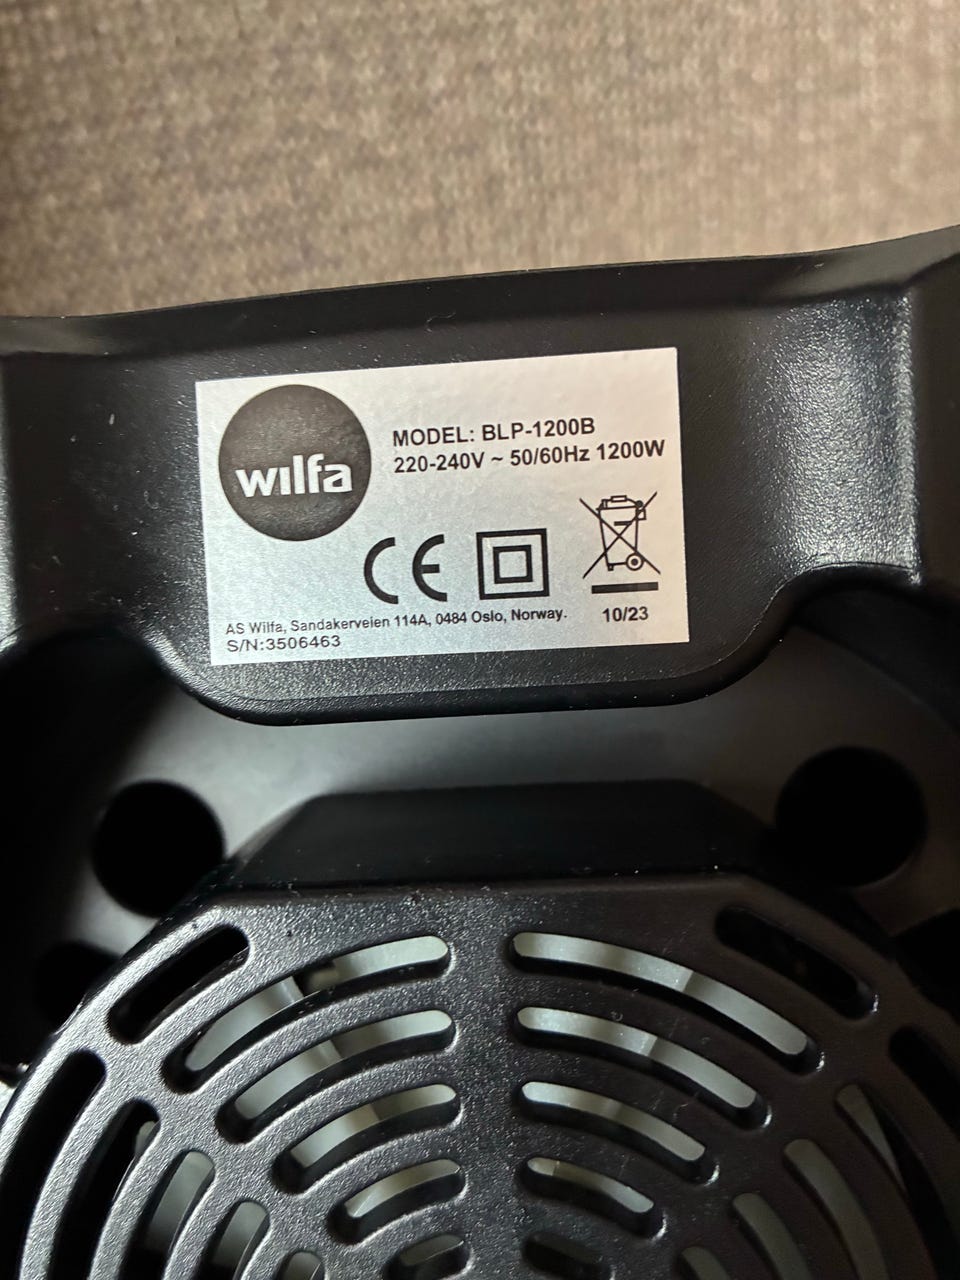 wilfa
MODEL: BLP-1200B
220-240V ~ 50/60Hz 1200W
CE
10/23
AS Wilfa, Sandakerveien 114A, 0484 Oslo, Norway.
S/N:3506463